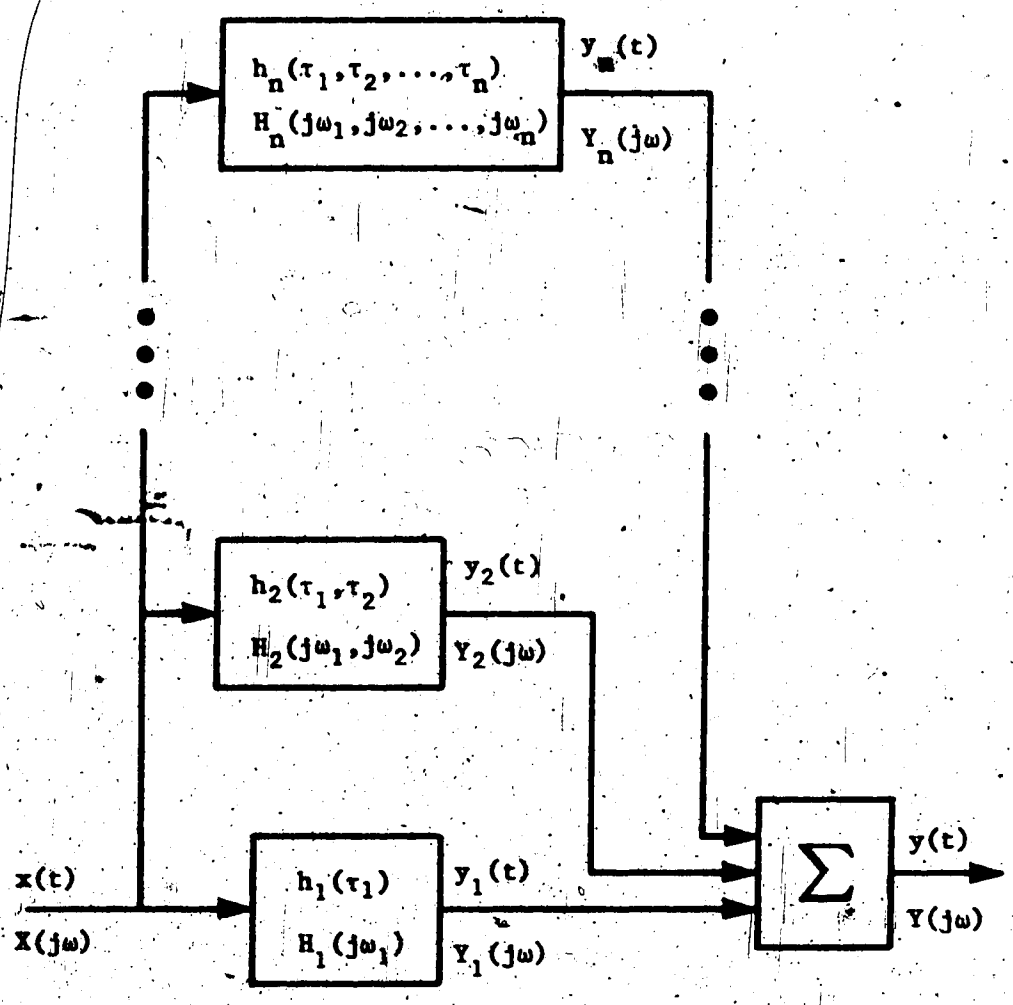 hₙ(τ₁,τ₂,...,τₙ)
Hₙ(jω₁,jω₂,...,jωₙ)
y (t)
Yₙ(jω)
h₂(τ₁,τ₂)
H₂(jω₁,jω₂)
y₂(t)
Y₂(jω)
h₁(τ₁)
H₁(jω₁)
y₁(t)
Y₁(jω)
x(t)
X(jω)
Σ
y(t)
Y(jω)